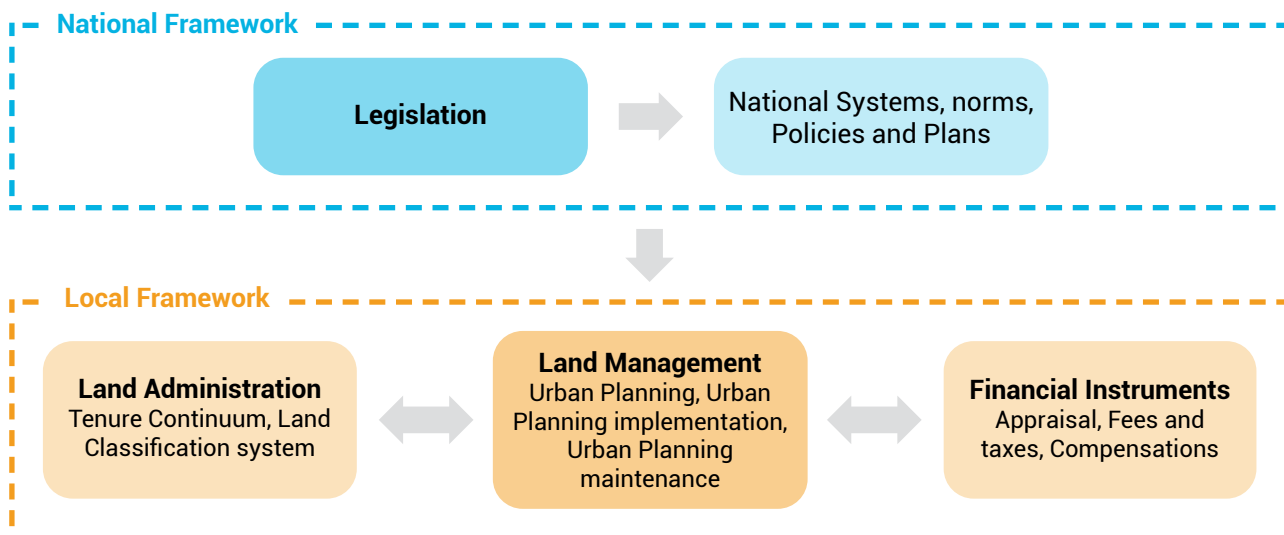 National Framework
Legislation
National Systems, norms,
Policies and Plans
Local Framework
Land Administration
Tenure Continuum, Land
Classification system
Land Management
Urban Planning, Urban
Planning implementation,
Urban Planning
maintenance
Financial Instruments
Appraisal, Fees and
taxes, Compensations